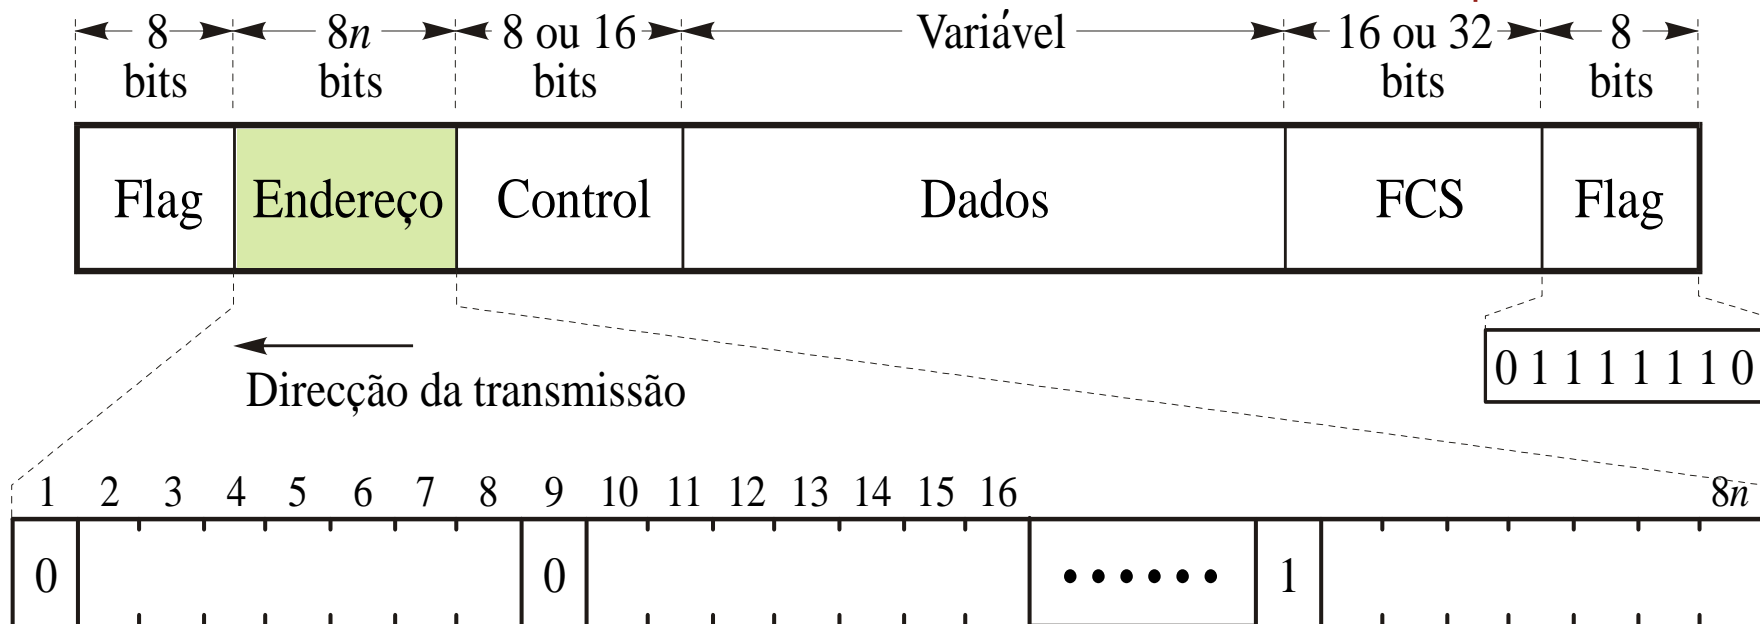 8 8n 8 ou 16 Variável 16 ou 32 8
bits bits bits bits bits
Flag Endereço Control Dados FCS Flag
0 1 1 1 1 1 1 0
Direcção da transmissão
1 2 3 4 5 6 7 8 9 10 11 12 13 14 15 16 8n
0 0 •••••• 1